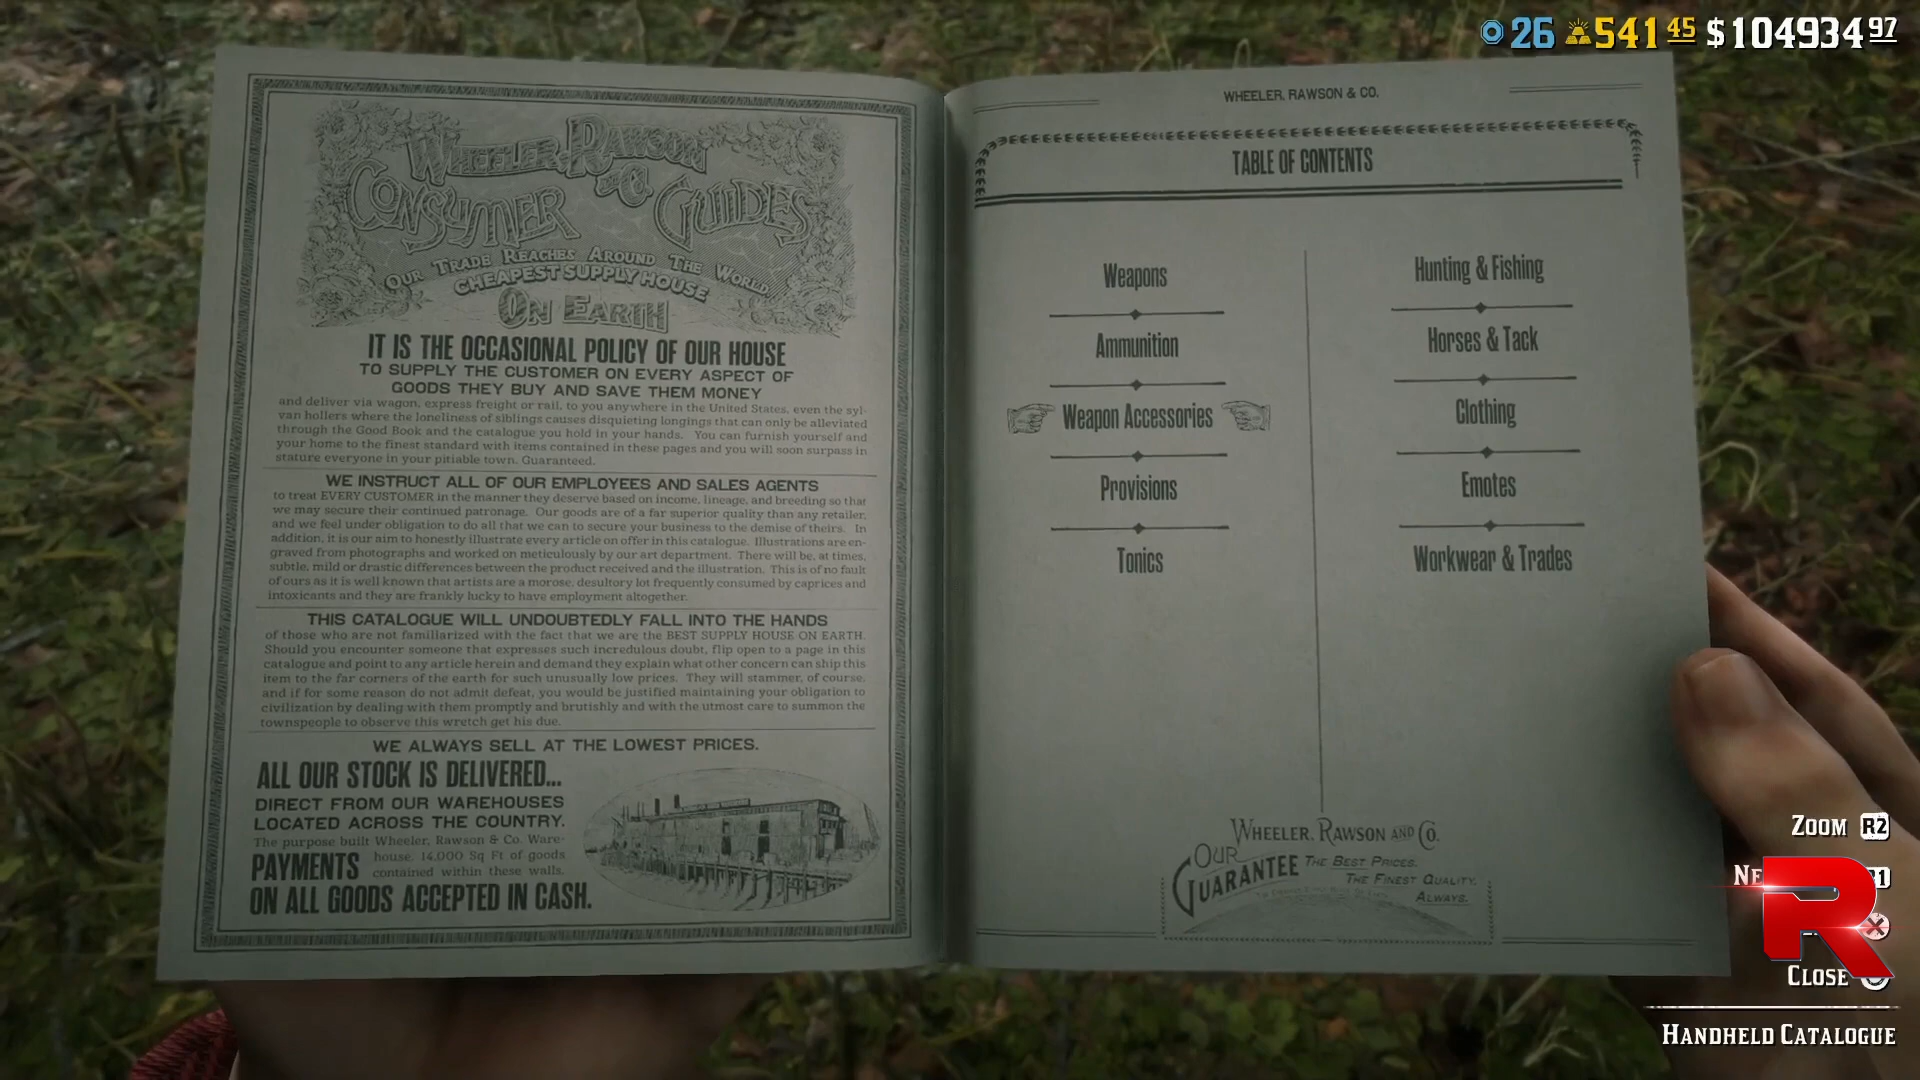 26 541 45 $104934 97
WHEELER, RAWSON
AND CO.
CONSUMER GUIDES
OUR TRADE REACHES AROUND THE WORLD
CHEAPEST SUPPLY HOUSE
ON EARTH
IT IS THE OCCASIONAL POLICY OF OUR HOUSE
TO SUPPLY THE CUSTOMER ON EVERY ASPECT OF
GOODS THEY BUY AND SAVE THEM MONEY
and deliver via wagon, express freight or rail, to you anywhere in the United States, even the syl-
van hollers where the loneliness of siblings causes disquieting longings that can only be alleviated
through the Good Book and the catalogue you hold in your hands. You can furnish yourself and
your home to the finest standard with items contained in these pages and you will soon surpass in
stature everyone in your pitiable town. Guaranteed.
WE INSTRUCT ALL OF OUR EMPLOYEES AND SALES AGENTS
to treat EVERY CUSTOMER in the manner they deserve based on income, lineage, and breeding so that
we may secure their continued patronage. Our goods are of a far superior quality than any retailer,
and we feel under obligation to do all that we can to secure your business to the demise of theirs. In
addition, it is our aim to honestly illustrate every article on offer in this catalogue. Illustrations are en-
graved from photographs and worked on meticulously by our art department. There will be, at times,
subtle, mild or drastic differences between the product received and the illustration. This is of no fault
of ours as it is well known that artists are a morose, desultory lot frequently consumed by caprices and
intoxicants and they are frankly lucky to have employment altogether.
THIS CATALOGUE WILL UNDOUBTEDLY FALL INTO THE HANDS
of those who are not familiarized with the fact that we are the BEST SUPPLY HOUSE ON EARTH.
Should you encounter someone that expresses such incredulous doubt, flip open to a page in this
catalogue and point to any article herein and demand they explain what other concern can ship this
item to the far corners of the earth for such unusually low prices. They will stammer, of course,
and if for some reason do not admit defeat, you would be justified maintaining your obligation to
civilization by dealing with them promptly and brutishly and with the utmost care to summon the
townspeople to observe this wretch get his due.
WE ALWAYS SELL AT THE LOWEST PRICES.
ALL OUR STOCK IS DELIVERED...
DIRECT FROM OUR WAREHOUSES
LOCATED ACROSS THE COUNTRY.
The purpose built Wheeler, Rawson & Co. Ware-
house. 14,000 Sq Ft of goods
contained within these walls.
PAYMENTS
ON ALL GOODS ACCEPTED IN CASH.
WHEELER, RAWSON & CO.
TABLE OF CONTENTS
Weapons
Ammunition
Weapon Accessories
Provisions
Tonics
Hunting & Fishing
Horses & Tack
Clothing
Emotes
Workwear & Trades
WHEELER, RAWSON AND CO.
OUR
GUARANTEE
THE BEST PRICES.
THE FINEST QUALITY.
ALWAYS.
ZOOM R2
R
CLOSE
HANDHELD CATALOGUE